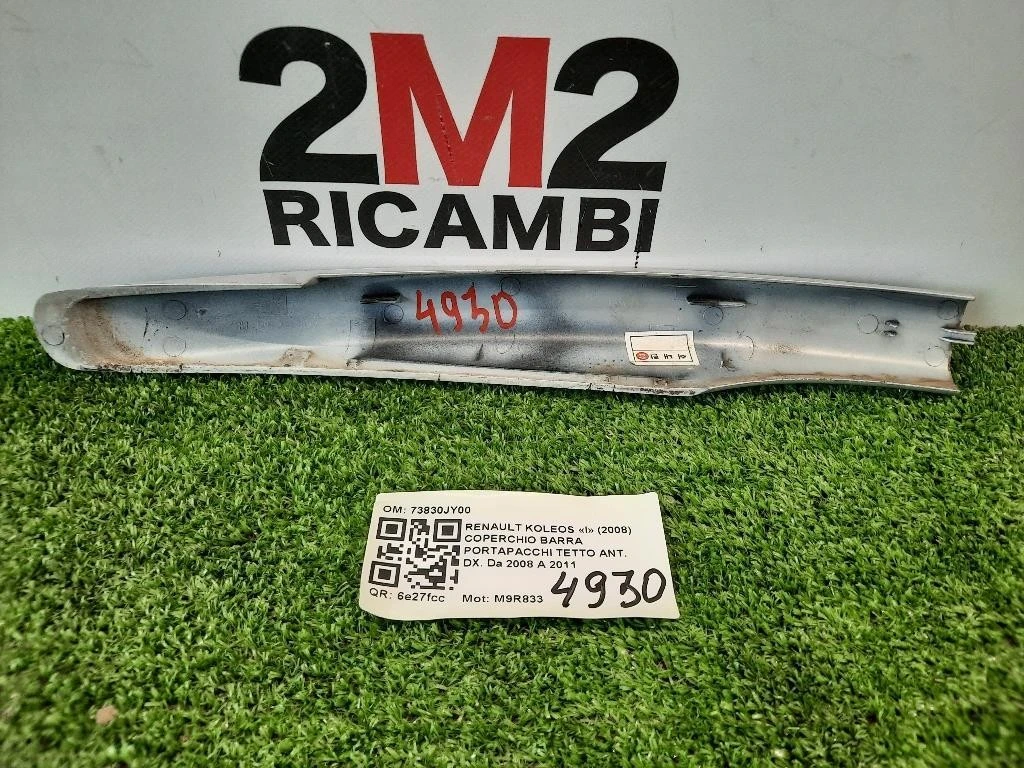 2M2
RICAMBI
4930
OM: 73830JY00
RENAULT KOLEOS «I» (2008)
COPERCHIO BARRA
PORTAPACCHI TETTO ANT.
DX. Da 2008 A 2011
QR: 6e27fcc Mot: M9R833
4930